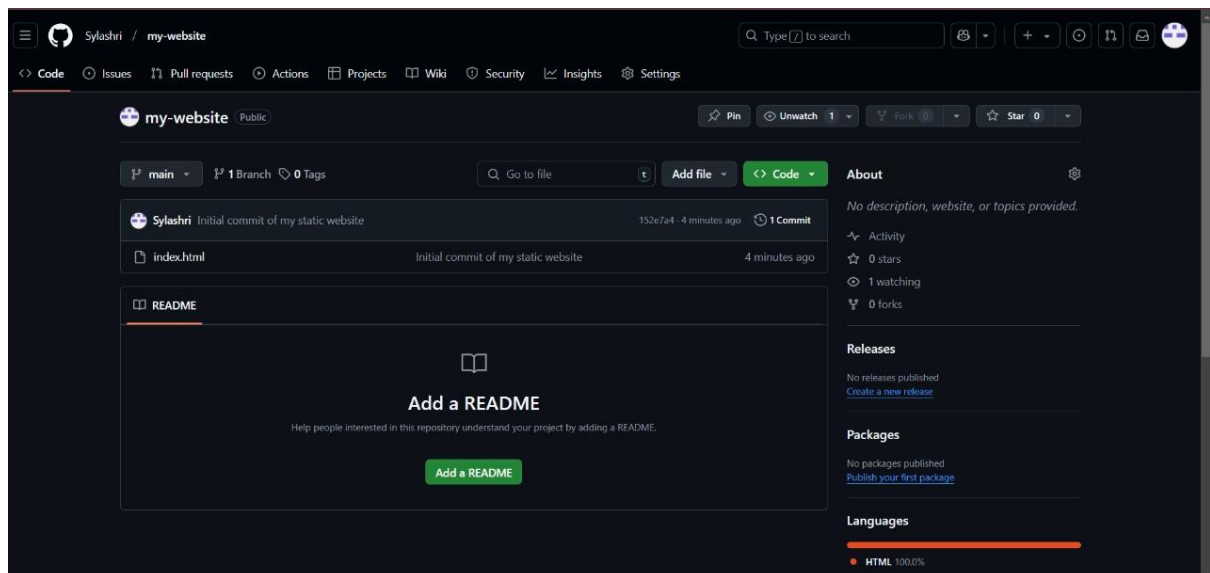 Sylashri / my-website
Type / to search
Code Issues Pull requests Actions Projects Wiki Security Insights Settings
my-website Public
Pin Unwatch 1 Fork 0 Star 0
main 1 Branch 0 Tags Go to file t Add file Code
About
No description, website, or topics provided.
Sylashri Initial commit of my static website 152e7a4 · 4 minutes ago 1 Commit
index.html Initial commit of my static website 4 minutes ago
Activity
0 stars
1 watching
0 forks
README
Add a README
Help people interested in this repository understand your project by adding a README.
Add a README
Releases
No releases published
Create a new release
Packages
No packages published
Publish your first package
Languages
HTML 100.0%